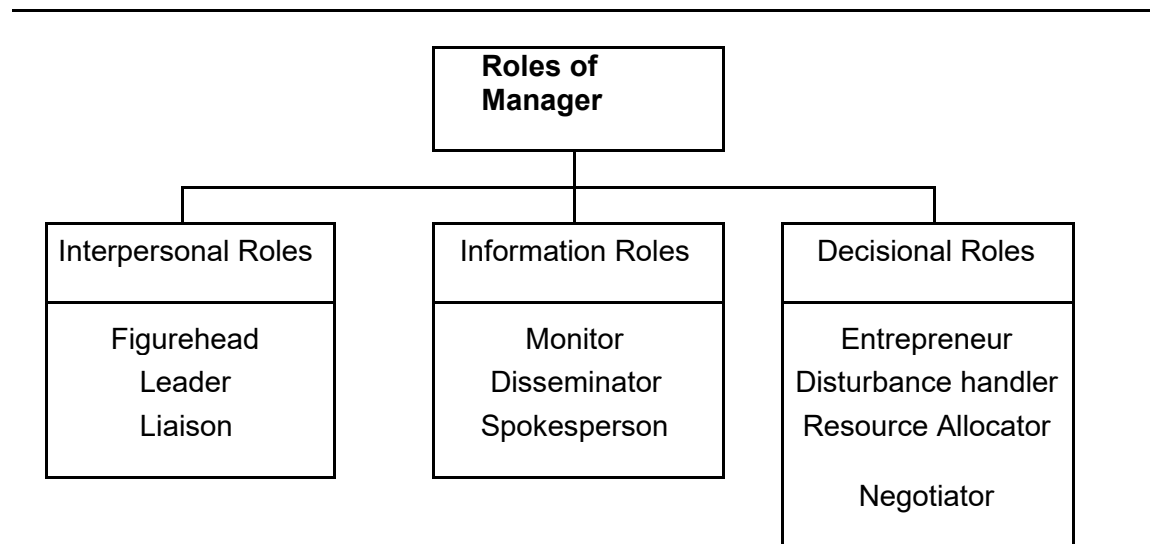 Roles of
Manager
Interpersonal Roles
Figurehead
Leader
Liaison
Information Roles
Monitor
Disseminator
Spokesperson
Decisional Roles
Entrepreneur
Disturbance handler
Resource Allocator
Negotiator